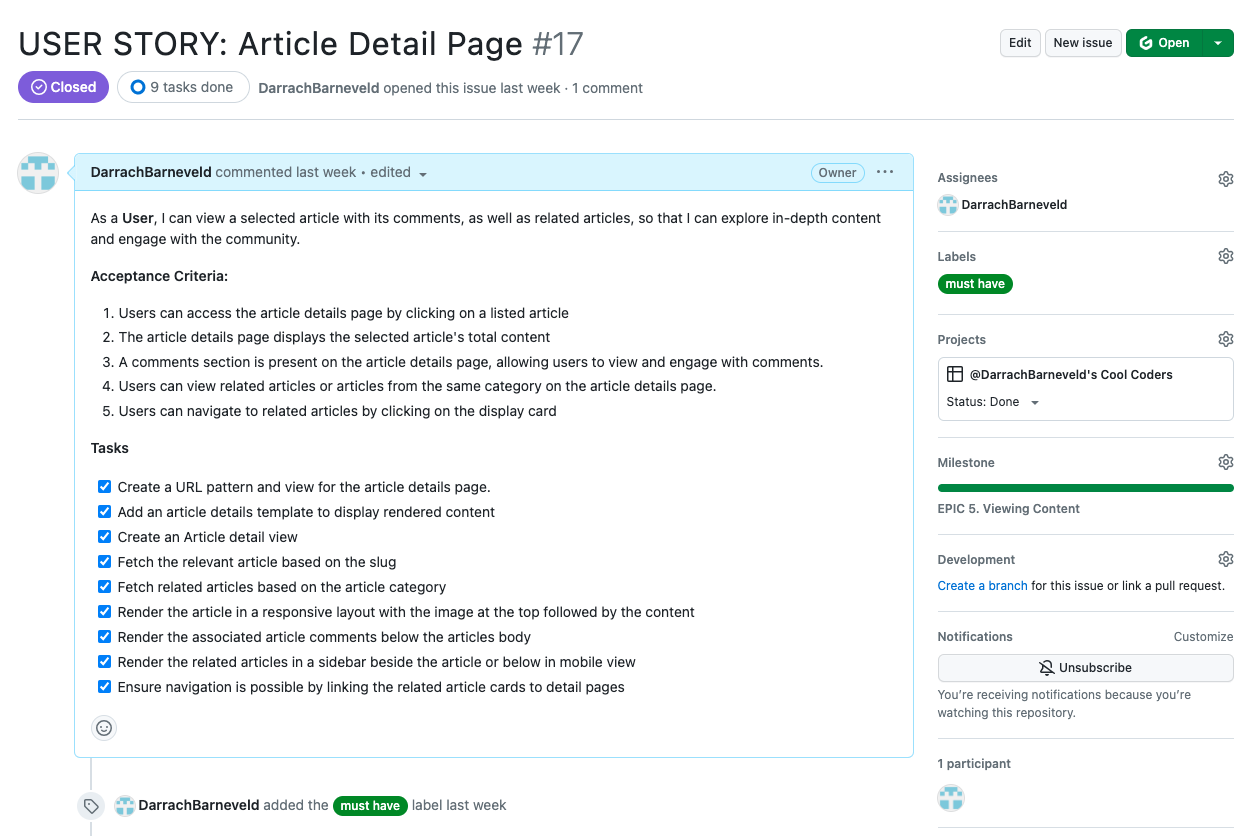 USER STORY: Article Detail Page #17
Edit
New issue
Open
Closed
9 tasks done
DarrachBarneveld opened this issue last week · 1 comment
DarrachBarneveld commented last week • edited
Owner
As a User, I can view a selected article with its comments, as well as related articles, so that I can explore in-depth content
and engage with the community.
Acceptance Criteria:
1. Users can access the article details page by clicking on a listed article
2. The article details page displays the selected article's total content
3. A comments section is present on the article details page, allowing users to view and engage with comments.
4. Users can view related articles or articles from the same category on the article details page.
5. Users can navigate to related articles by clicking on the display card
Tasks
Create a URL pattern and view for the article details page.
Add an article details template to display rendered content
Create an Article detail view
Fetch the relevant article based on the slug
Fetch related articles based on the article category
Render the article in a responsive layout with the image at the top followed by the content
Render the associated article comments below the articles body
Render the related articles in a sidebar beside the article or below in mobile view
Ensure navigation is possible by linking the related article cards to detail pages
DarrachBarneveld added the must have label last week
Assignees
DarrachBarneveld
Labels
must have
Projects
@DarrachBarneveld's Cool Coders
Status: Done
Milestone
EPIC 5. Viewing Content
Development
Create a branch for this issue or link a pull request.
Notifications
Customize
Unsubscribe
You're receiving notifications because you're
watching this repository.
1 participant